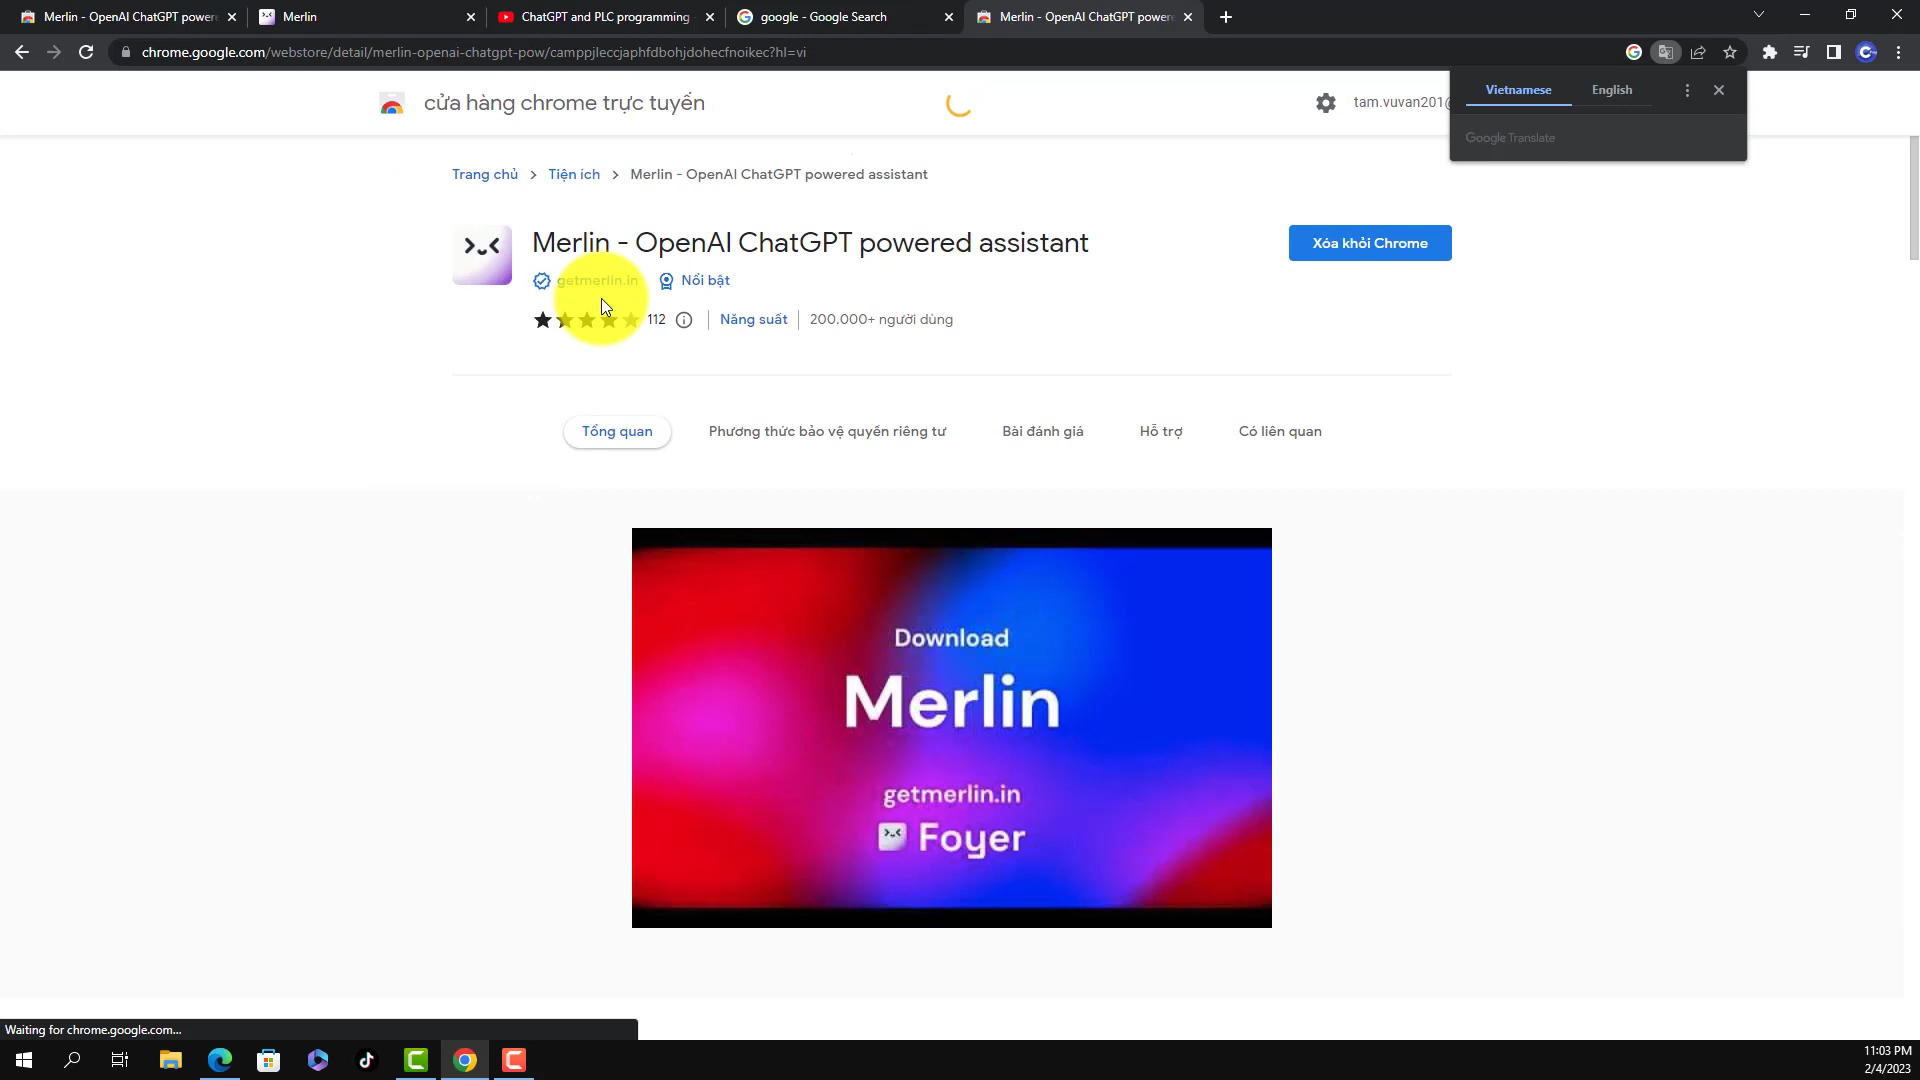 Merlin - OpenAI ChatGPT powere
Merlin
ChatGPT and PLC programming
google - Google Search
Merlin - OpenAI ChatGPT powere
chrome.google.com/webstore/detail/merlin-openai-chatgpt-pow/camppjleccjaphfdbohjdohecfnoikec?hl=vi
Vietnamese
English
Google Translate
cửa hàng chrome trực tuyến
tam.vuvan201@
Trang chủ
Tiện ích
Merlin - OpenAI ChatGPT powered assistant
Merlin - OpenAI ChatGPT powered assistant
Xóa khỏi Chrome
getmerlin.in
Nổi bật
112
Năng suất
200.000+ người dùng
Tổng quan
Phương thức bảo vệ quyền riêng tư
Bài đánh giá
Hỗ trợ
Có liên quan
Download
Merlin
getmerlin.in
Foyer
Waiting for chrome.google.com...
11:03 PM
2/4/2023